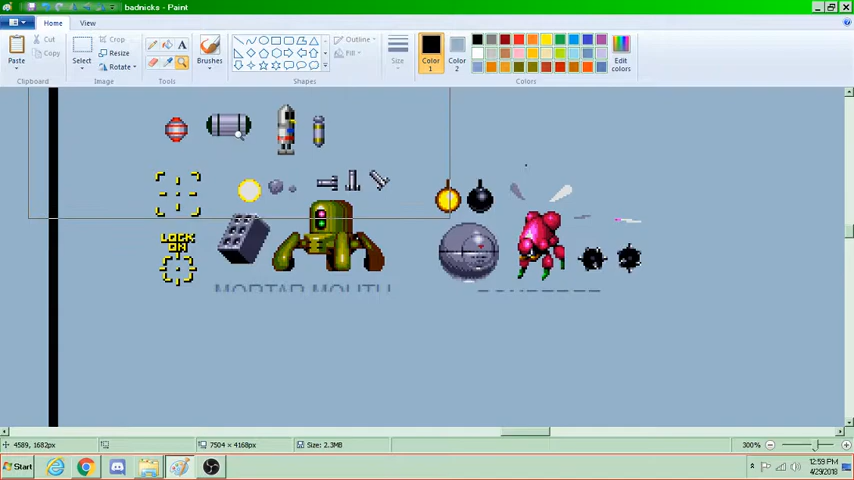 badnicks - Paint
Home View
Cut
Copy
Paste
Clipboard
Select
Crop
Resize
Rotate
Image
A
Tools
Brushes
Outline
Fill
Shapes
Size
Color 1
Color 2
Edit colors
Colors
LOCK ON
MORTAR MOUTH
4589, 1682px
7504 × 4168px
Size: 2.3MB
300%
Start
12:59 PM
4/29/2018